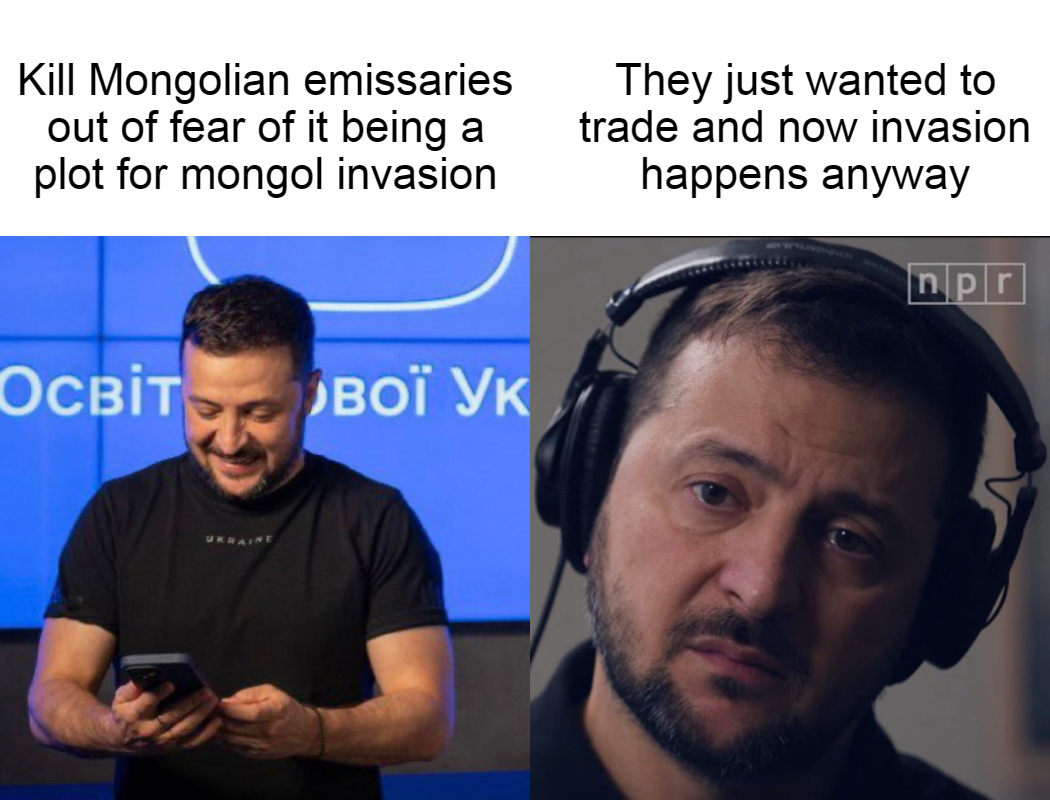 Kill Mongolian emissaries
out of fear of it being a
plot for mongol invasion
They just wanted to
trade and now invasion
happens anyway
npr
Освіт вої Ук
UKRAINE